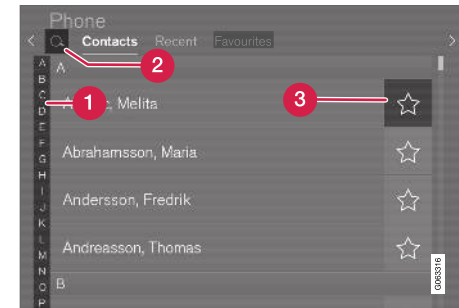 Phone
Contacts Recent Favourites
2
A
A
B
C
D
E
F
G
H
I
J
K
L
M
N
O
P
1
Melita
3
Abrahamsson, Maria
Andersson, Fredrik
Andreasson, Thomas
B
G063316